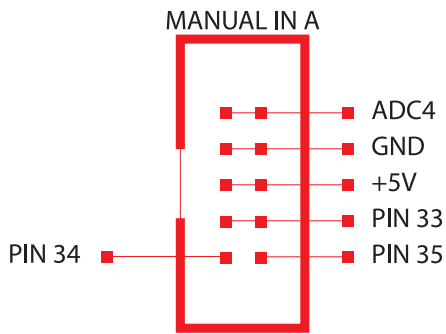 MANUAL IN A
ADC4
GND
+5V
PIN 33
PIN 34
PIN 35